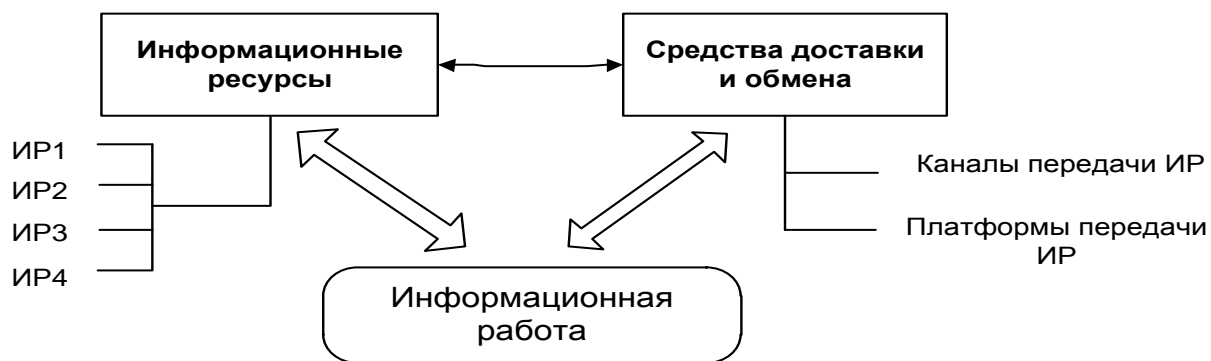 Информационные
ресурсы
Средства доставки
и обмена
ИР1
ИР2
ИР3
ИР4
Каналы передачи ИР
Платформы передачи
ИР
Информационная
работа